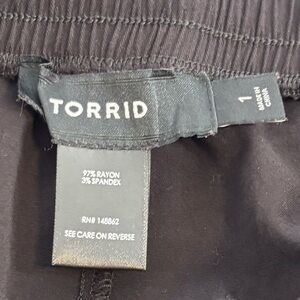 TORRID
1
MADE IN
CHINA
97% RAYON
3% SPANDEX
RN# 148862
SEE CARE ON REVERSE